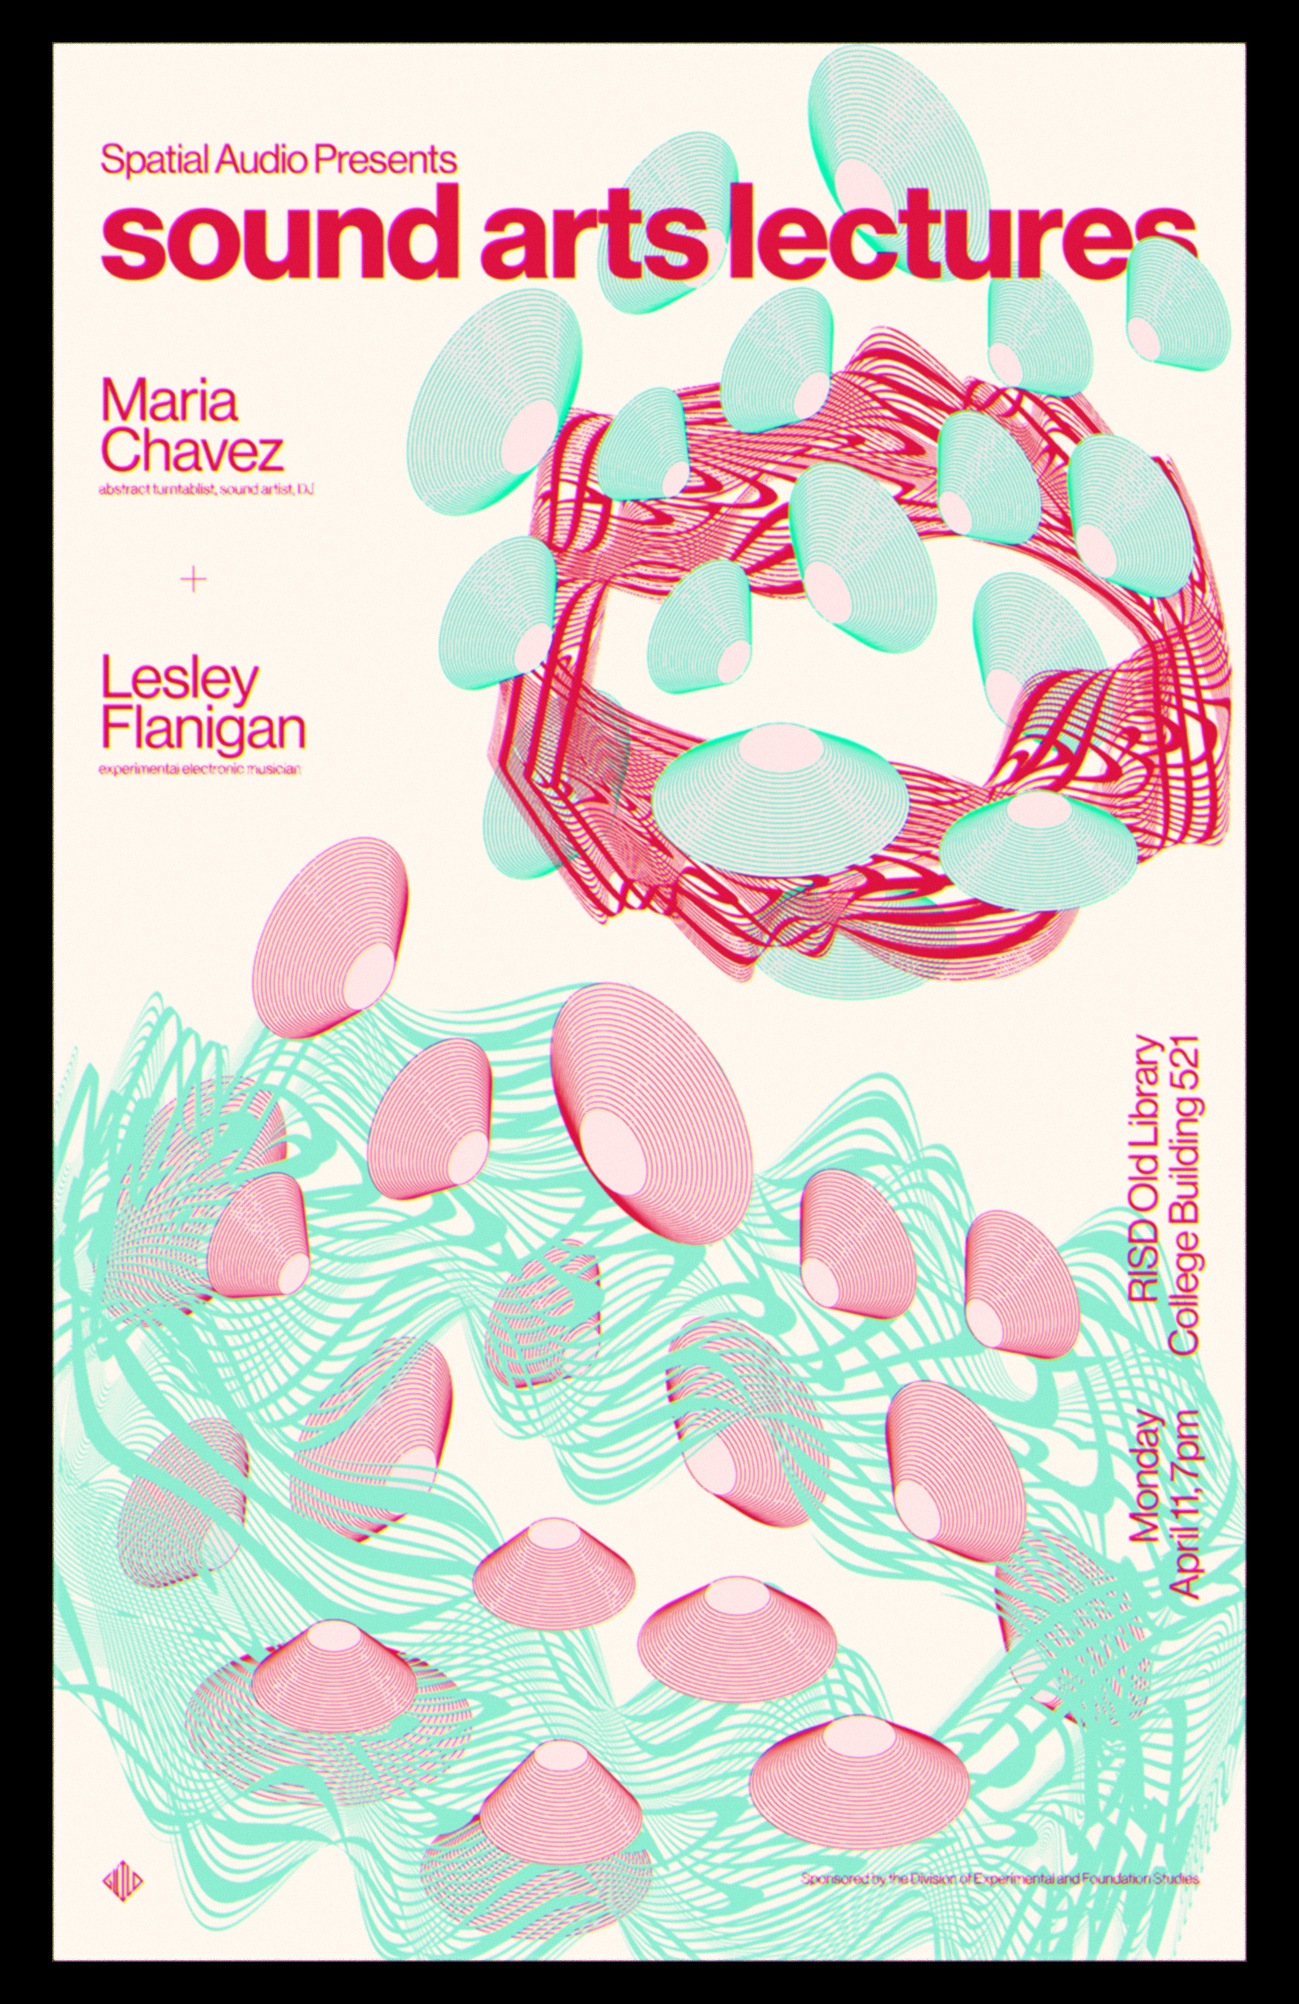 Spatial Audio Presents
sound arts lectures
Maria
Chavez
abstract turntablist, sound artist, DJ
+
Lesley
Flanigan
experimental electronic musician
RISD Old Library
College Building 521
Monday
April 11, 7pm
Sponsored by the Division of Experimental and Foundation Studies